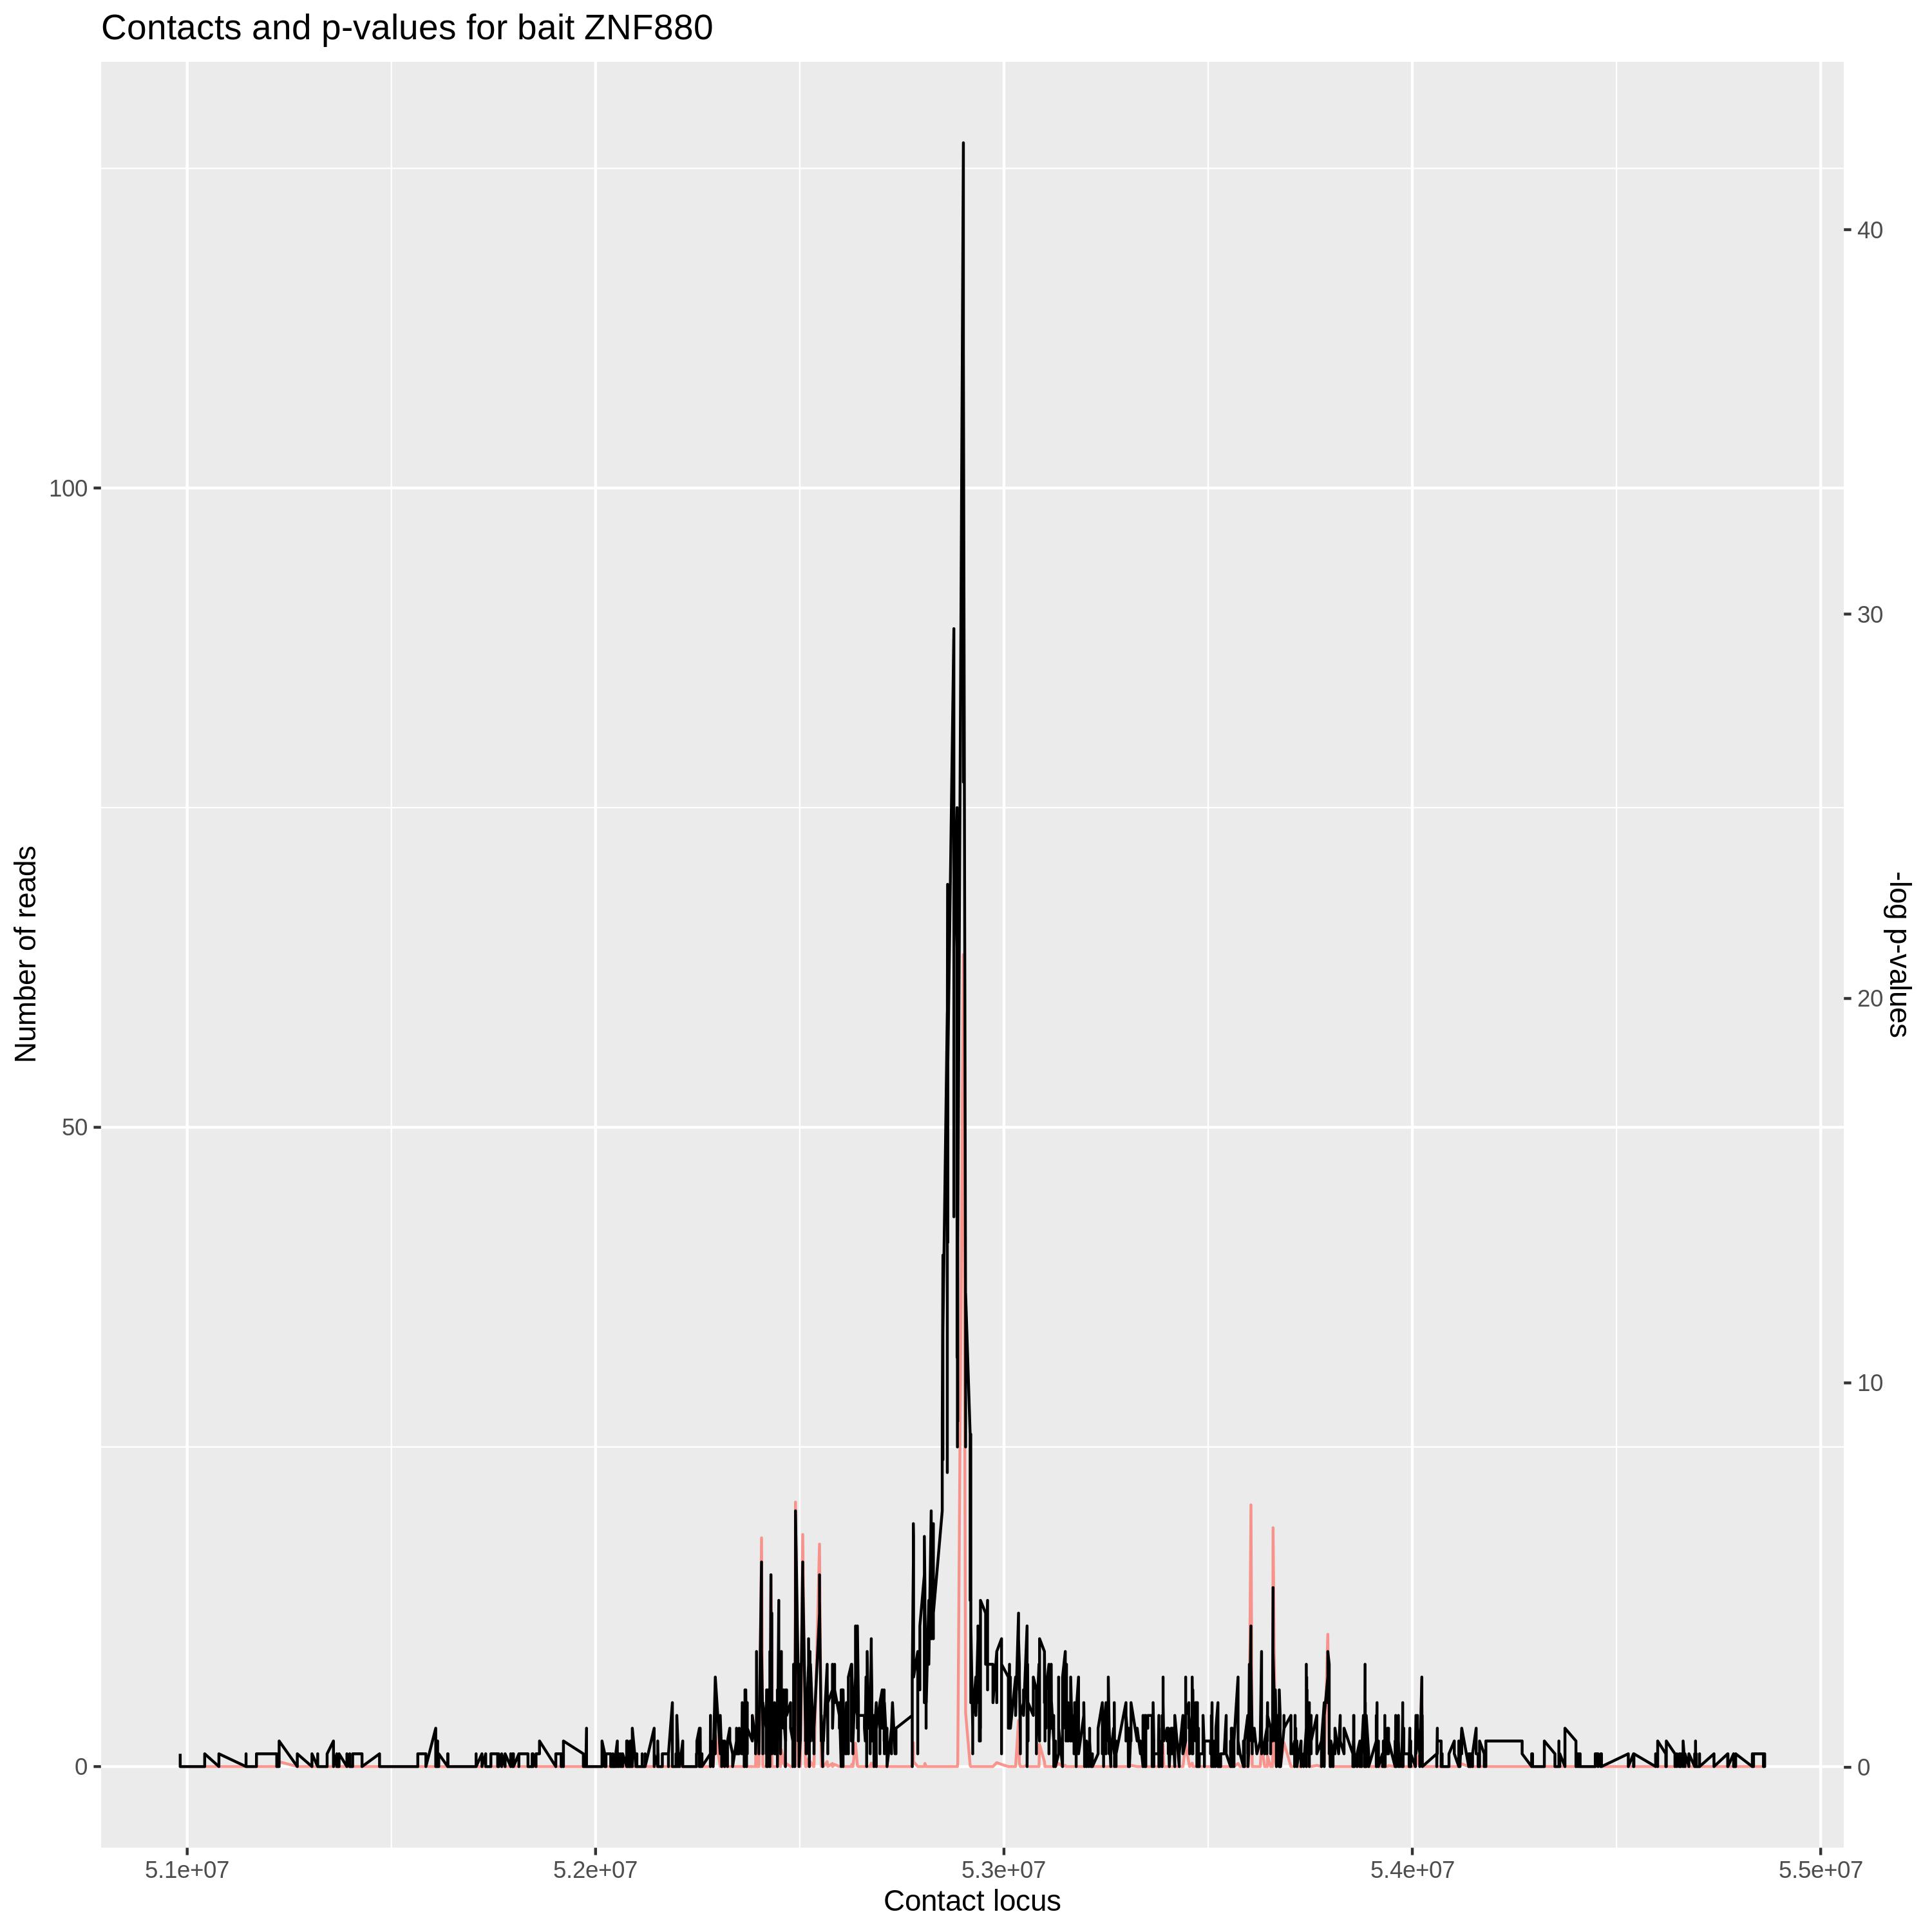 Contacts and p-values for bait ZNF880
Number of reads
100
50
0
40
30
20
10
0
-log p-values
5.1e+07 5.2e+07 5.3e+07 5.4e+07 5.5e+07
Contact locus